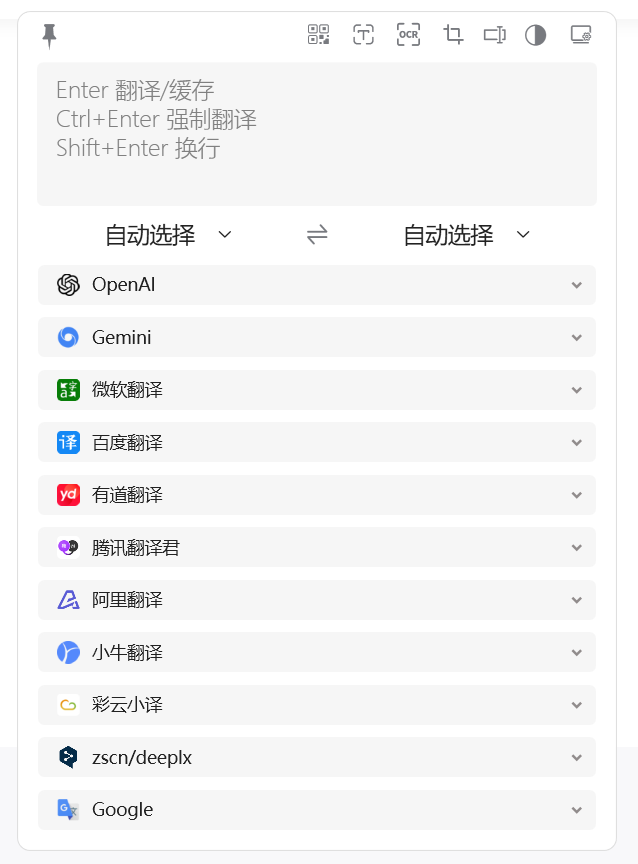 OCR
Enter 翻译/缓存
Ctrl+Enter 强制翻译
Shift+Enter 换行
自动选择 自动选择
OpenAI
Gemini
微软翻译
译 百度翻译
yd 有道翻译
腾讯翻译君
阿里翻译
小牛翻译
彩云小译
zscn/deeplx
Google